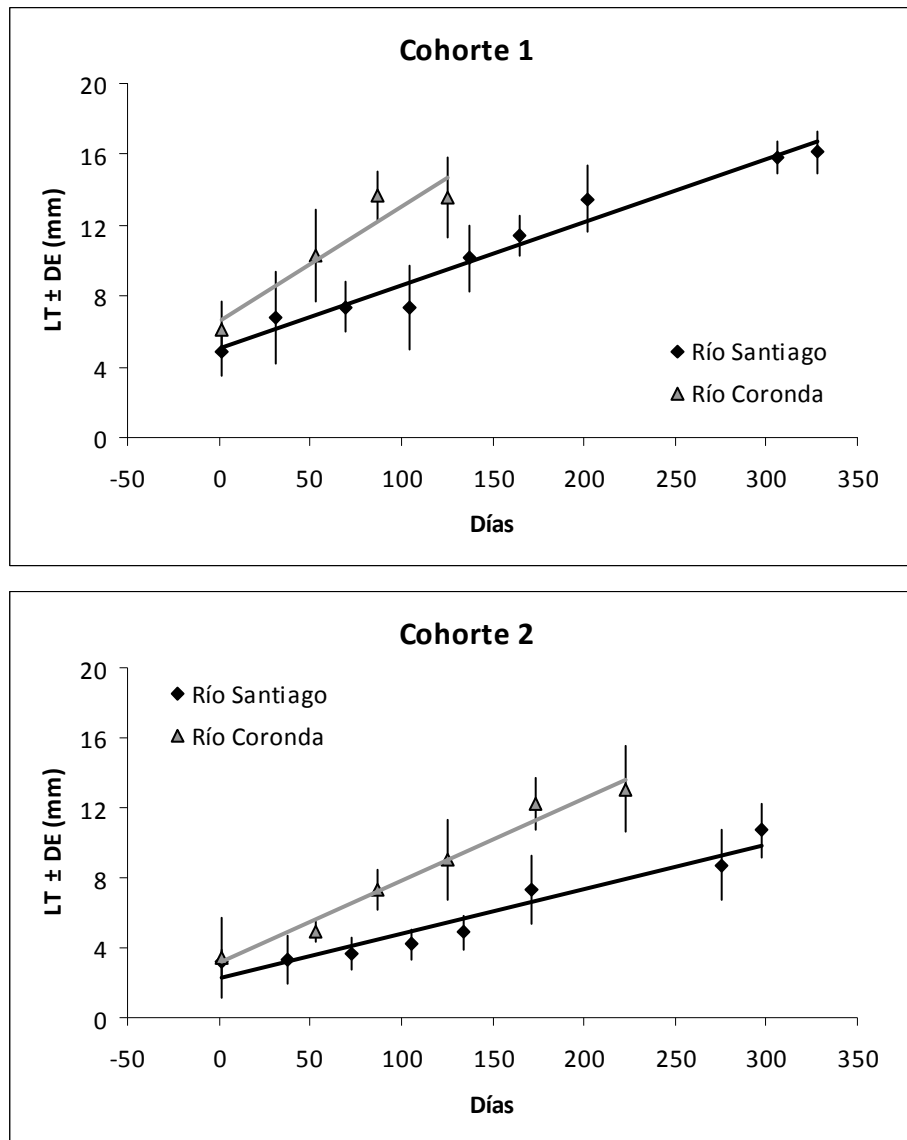 Cohorte 1
20
16
12
8
4
0
LT ± DE (mm)
Río Santiago
Río Coronda
-50 0 50 100 150 200 250 300 350
Días
Cohorte 2
20
16
12
8
4
0
LT ± DE (mm)
Río Santiago
Río Coronda
-50 0 50 100 150 200 250 300 350
Días